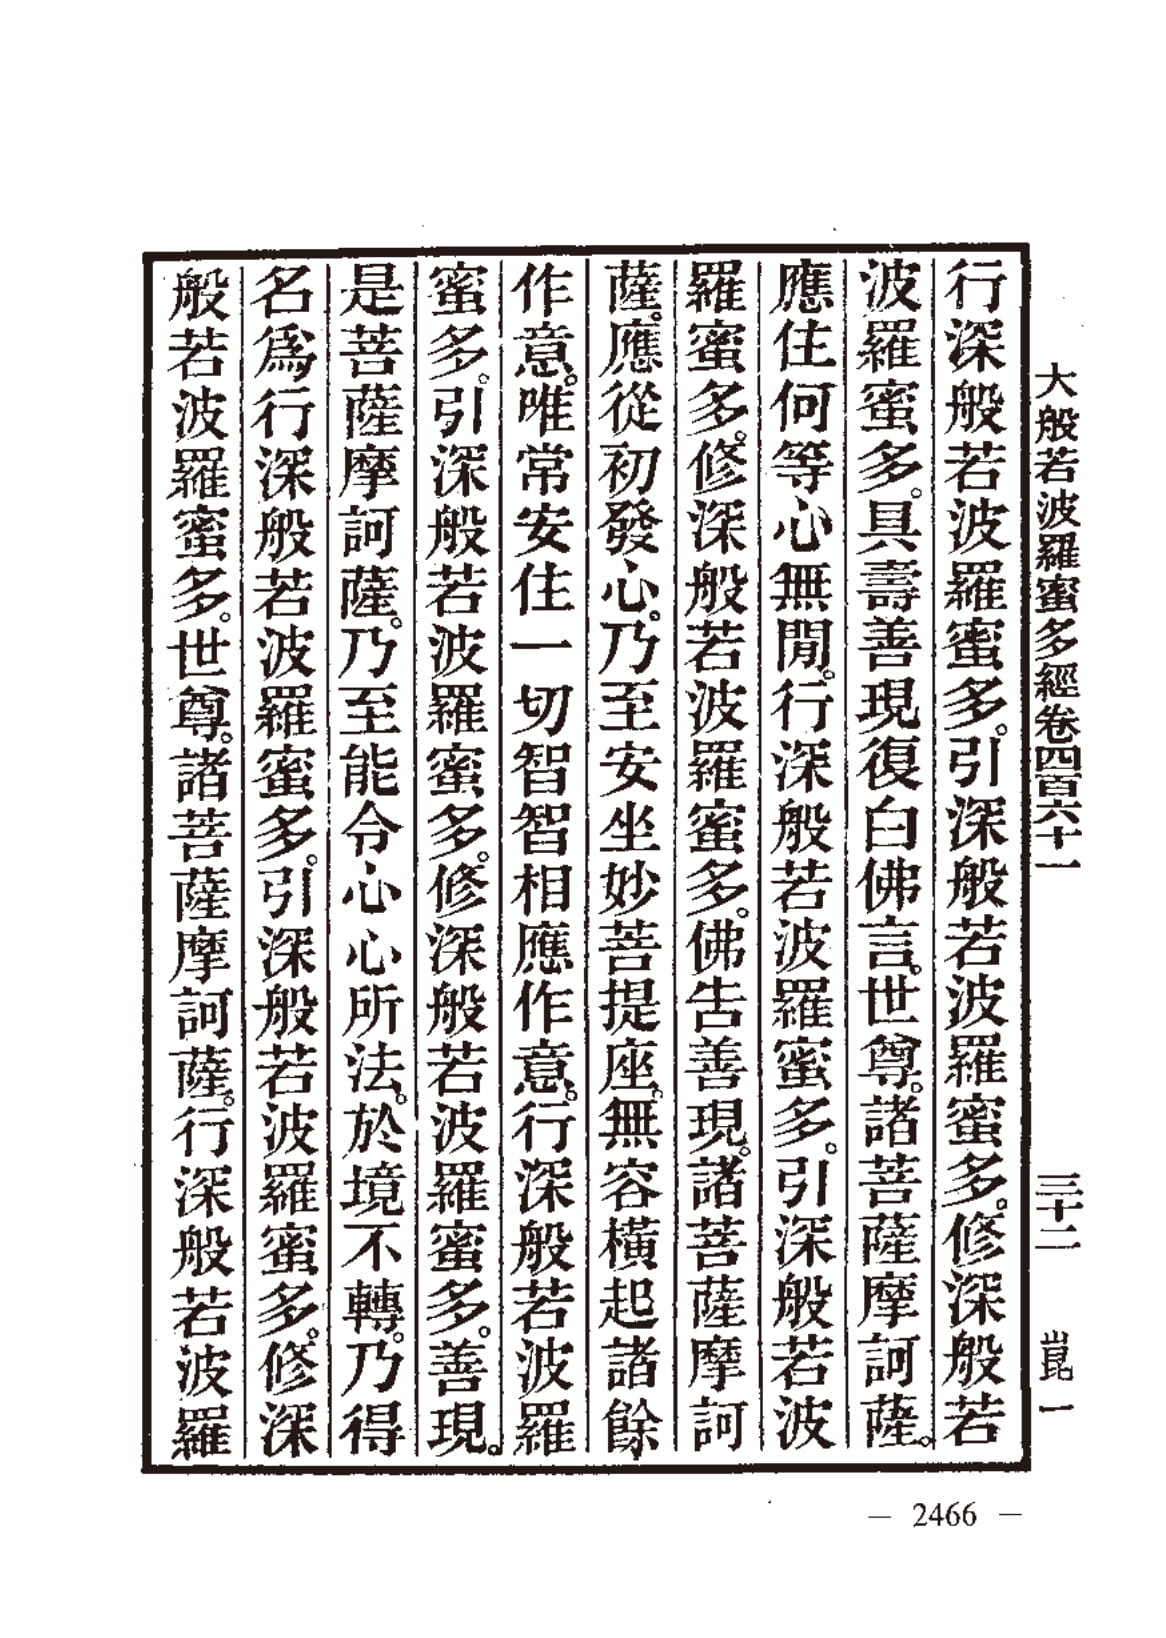 大般若波羅蜜多經卷四百六十一　三十二　崑一
行深般若波羅蜜多。引深般若波羅蜜多。修深般若
波羅蜜多。具壽善現復白佛言。世尊。諸菩薩摩訶薩。
應住何等心無閒。行深般若波羅蜜多。引深般若波
羅蜜多。修深般若波羅蜜多。佛告善現。諸菩薩摩訶
薩。應從初發心。乃至安坐妙菩提座。無容橫起諸餘
作意。唯常安住一切智智相應作意。行深般若波羅
蜜多。引深般若波羅蜜多。修深般若波羅蜜多。善現。
是菩薩摩訶薩。乃至能令心心所法。於境不轉。乃得
名爲行深般若波羅蜜多。引深般若波羅蜜多。修深
般若波羅蜜多。世尊。諸菩薩摩訶薩。行深般若波羅
— 2466 —